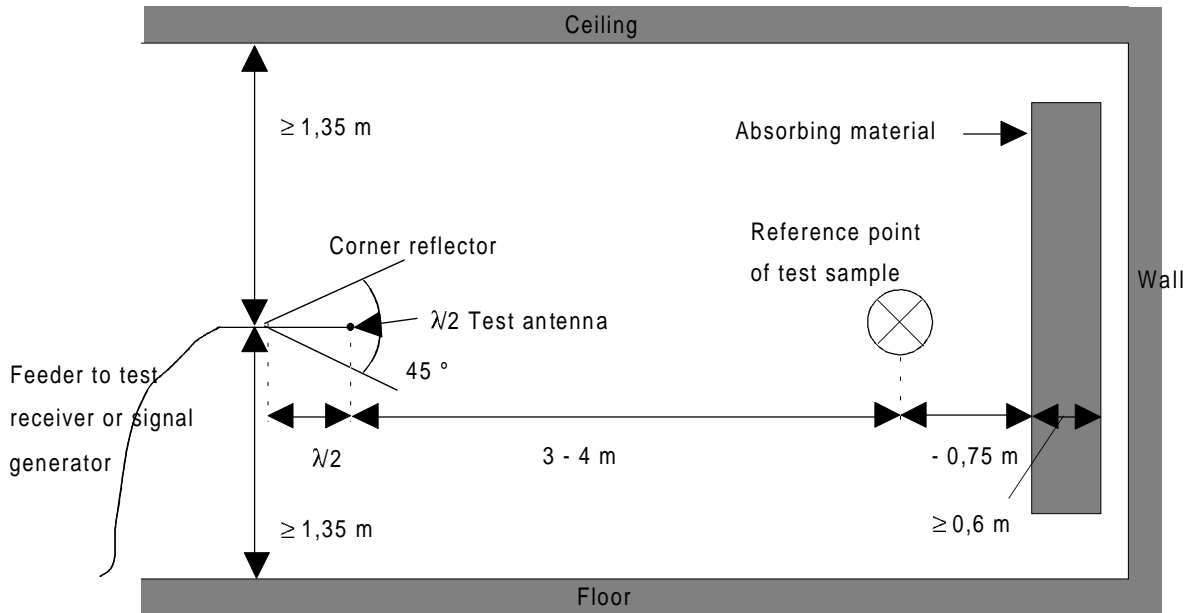 Ceiling
≥ 1,35 m
Absorbing material
Corner reflector
Reference point
of test sample
Wall
λ/2 Test antenna
45 °
Feeder to test
receiver or signal
generator
λ/2
3 - 4 m
- 0,75 m
≥ 0,6 m
≥ 1,35 m
Floor